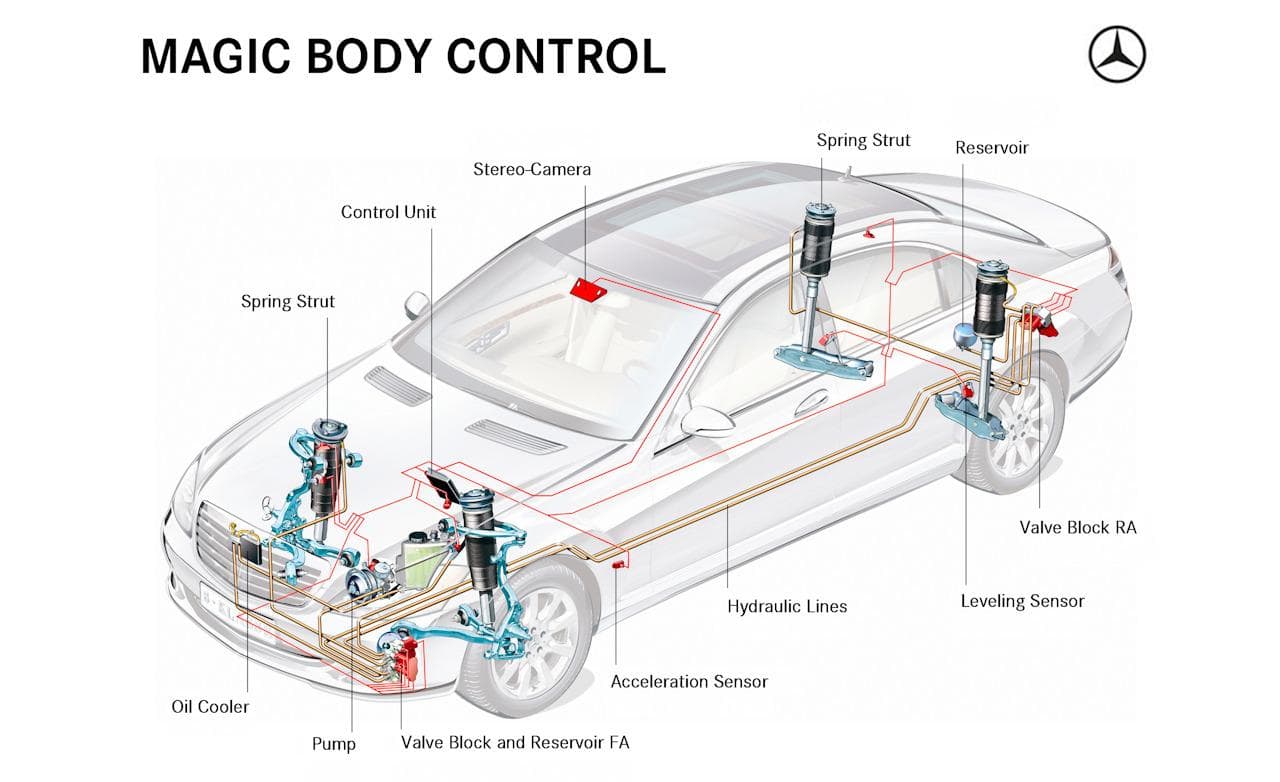 MAGIC BODY CONTROL
Spring Strut
Reservoir
Stereo-Camera
Control Unit
Spring Strut
Valve Block RA
Leveling Sensor
Hydraulic Lines
Acceleration Sensor
Oil Cooler
Pump
Valve Block and Reservoir FA